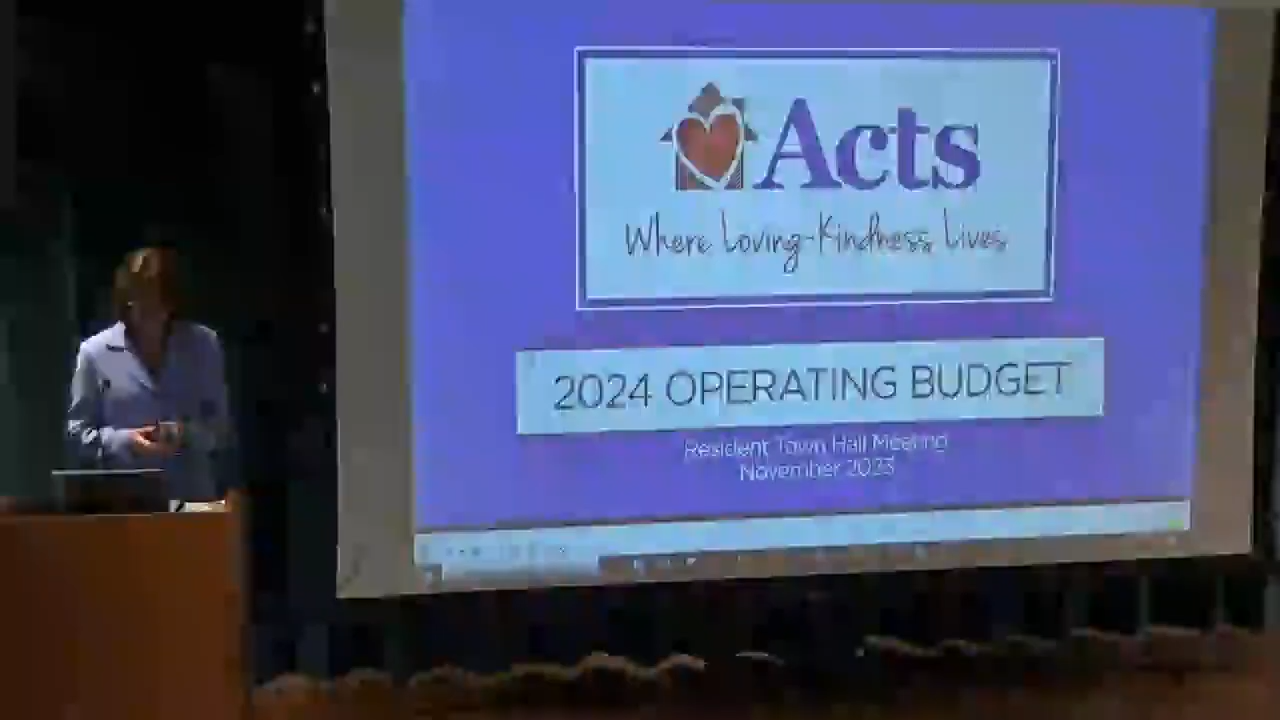 Acts
Where Loving-Kindness Lives
2024 OPERATING BUDGET
Resident Town Hall Meeting
November 2023